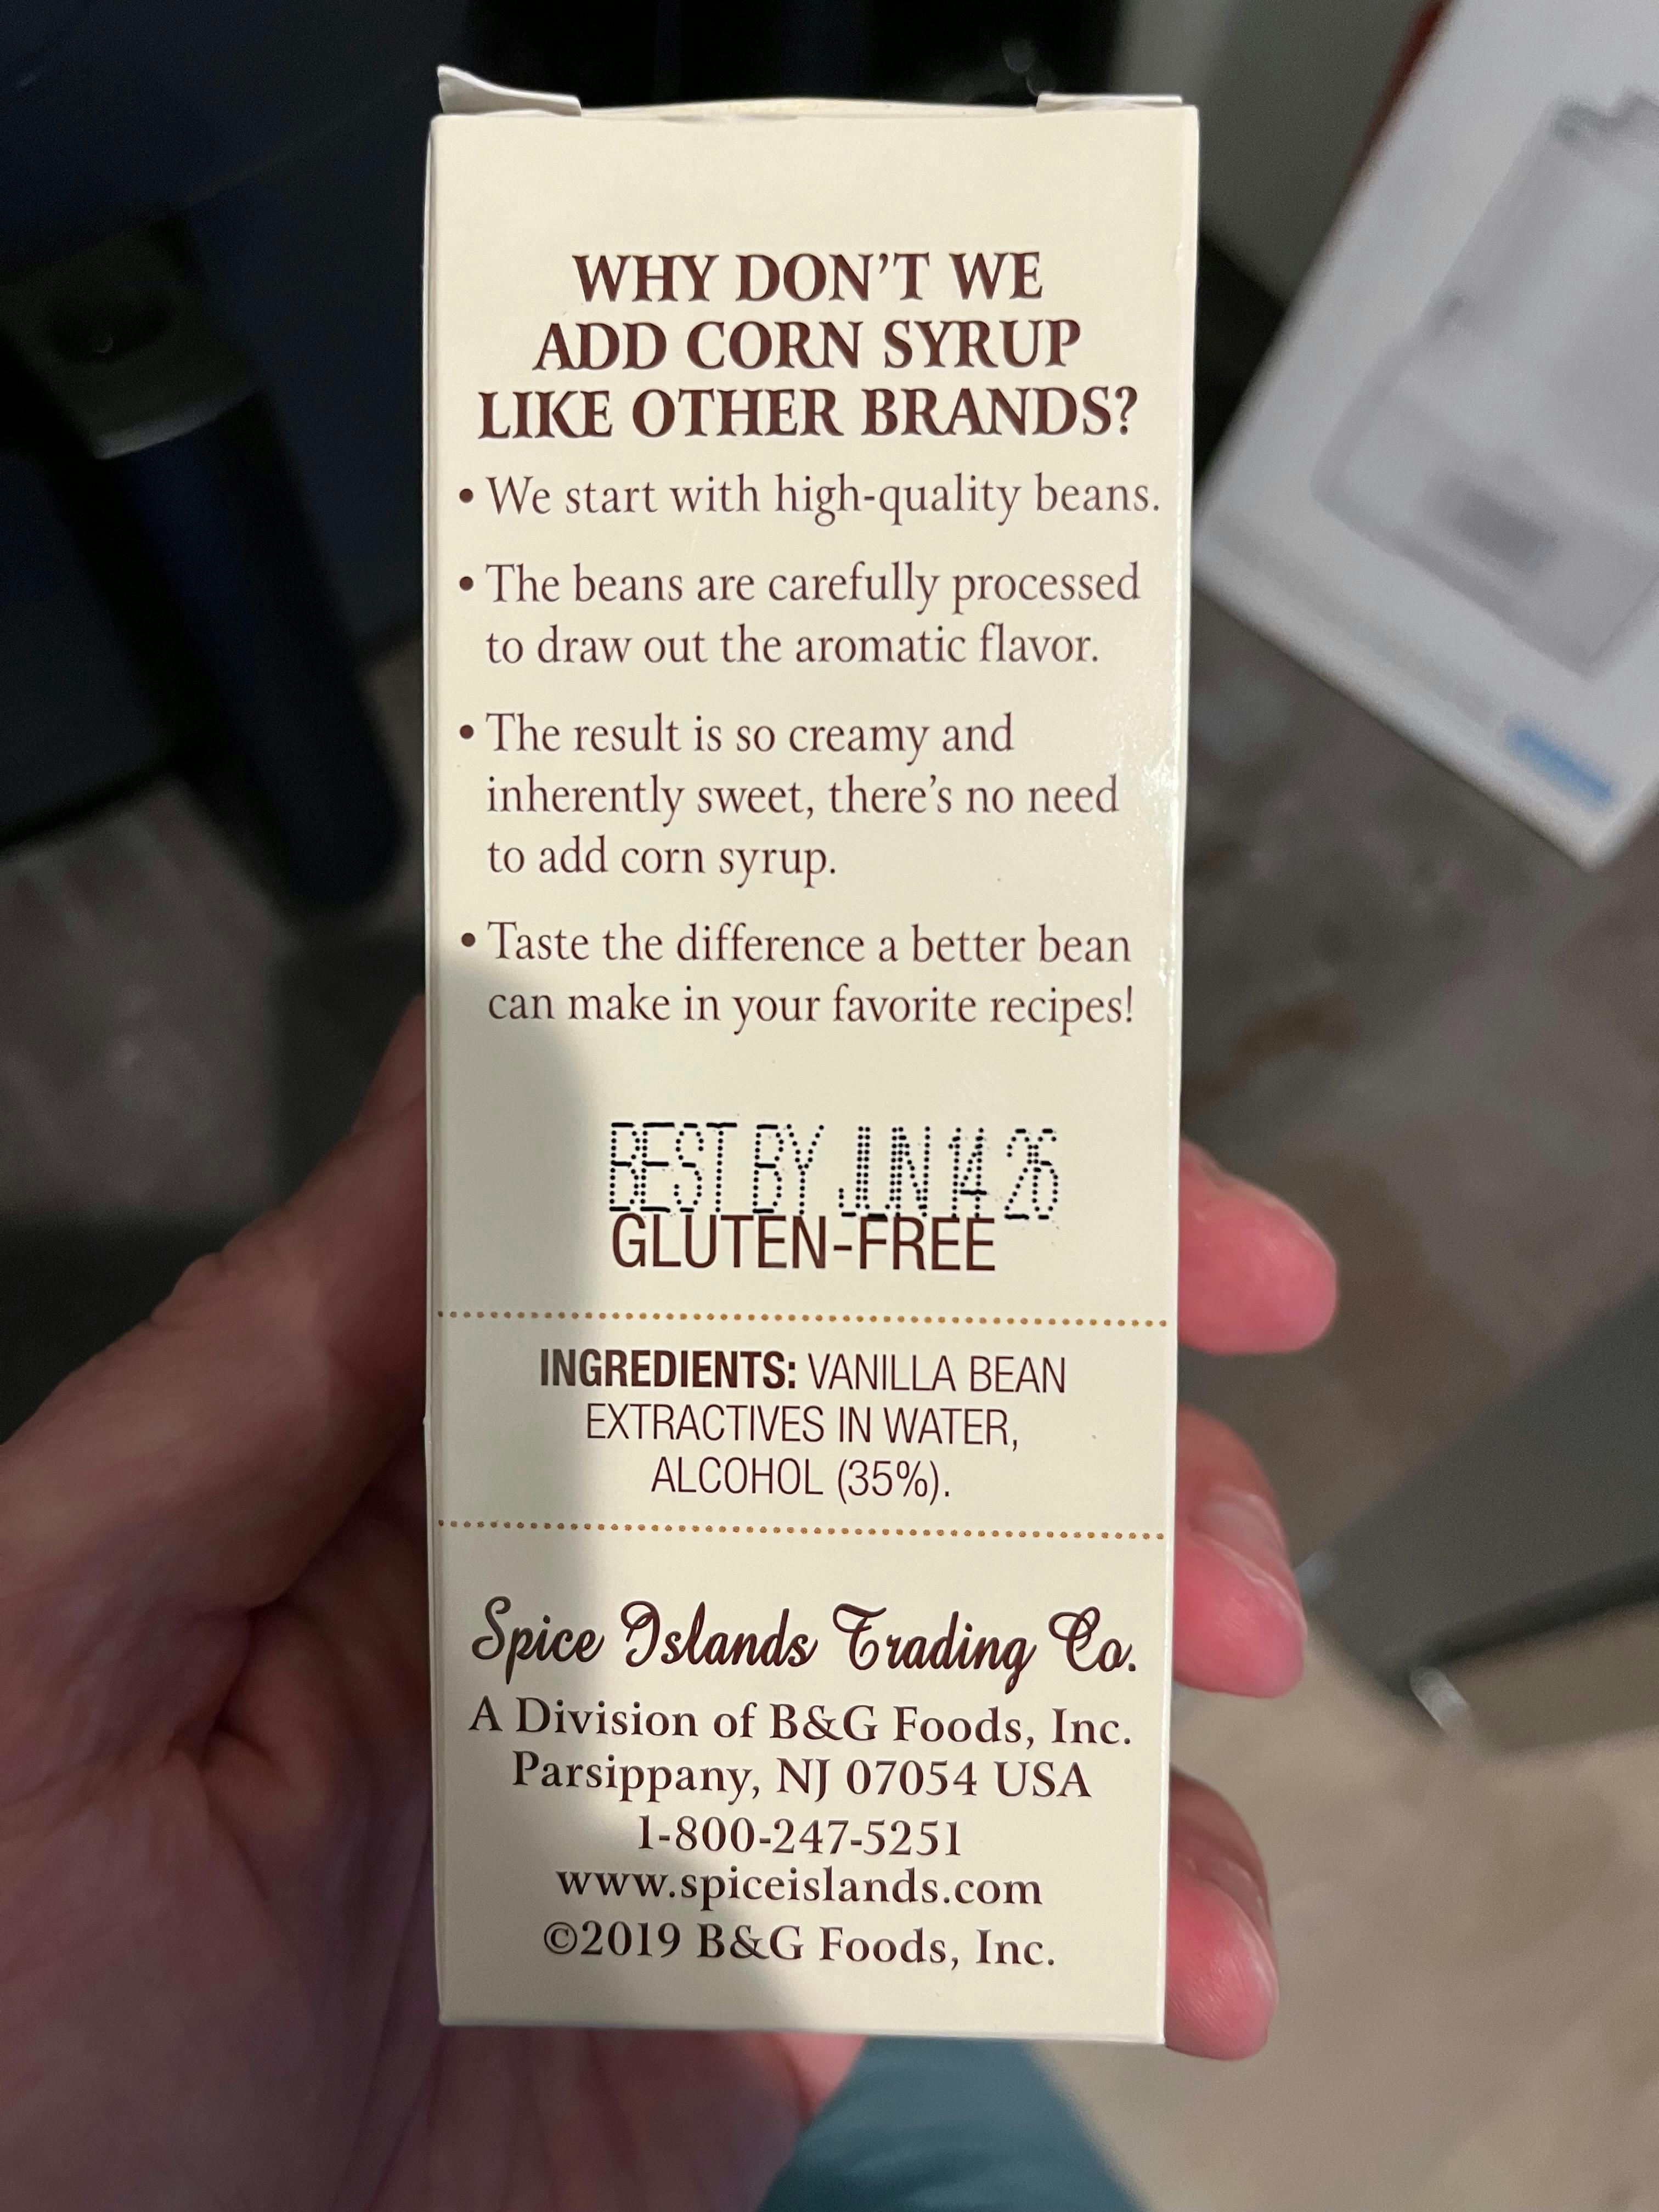 WHY DON'T WE
ADD CORN SYRUP
LIKE OTHER BRANDS?
• We start with high-quality beans.
• The beans are carefully processed
to draw out the aromatic flavor.
• The result is so creamy and
inherently sweet, there's no need
to add corn syrup.
• Taste the difference a better bean
can make in your favorite recipes!
BEST BY JUN 14 26
GLUTEN-FREE
INGREDIENTS: VANILLA BEAN
EXTRACTIVES IN WATER,
ALCOHOL (35%).
Spice Islands Trading Co.
A Division of B&G Foods, Inc.
Parsippany, NJ 07054 USA
1-800-247-5251
www.spiceislands.com
©2019 B&G Foods, Inc.